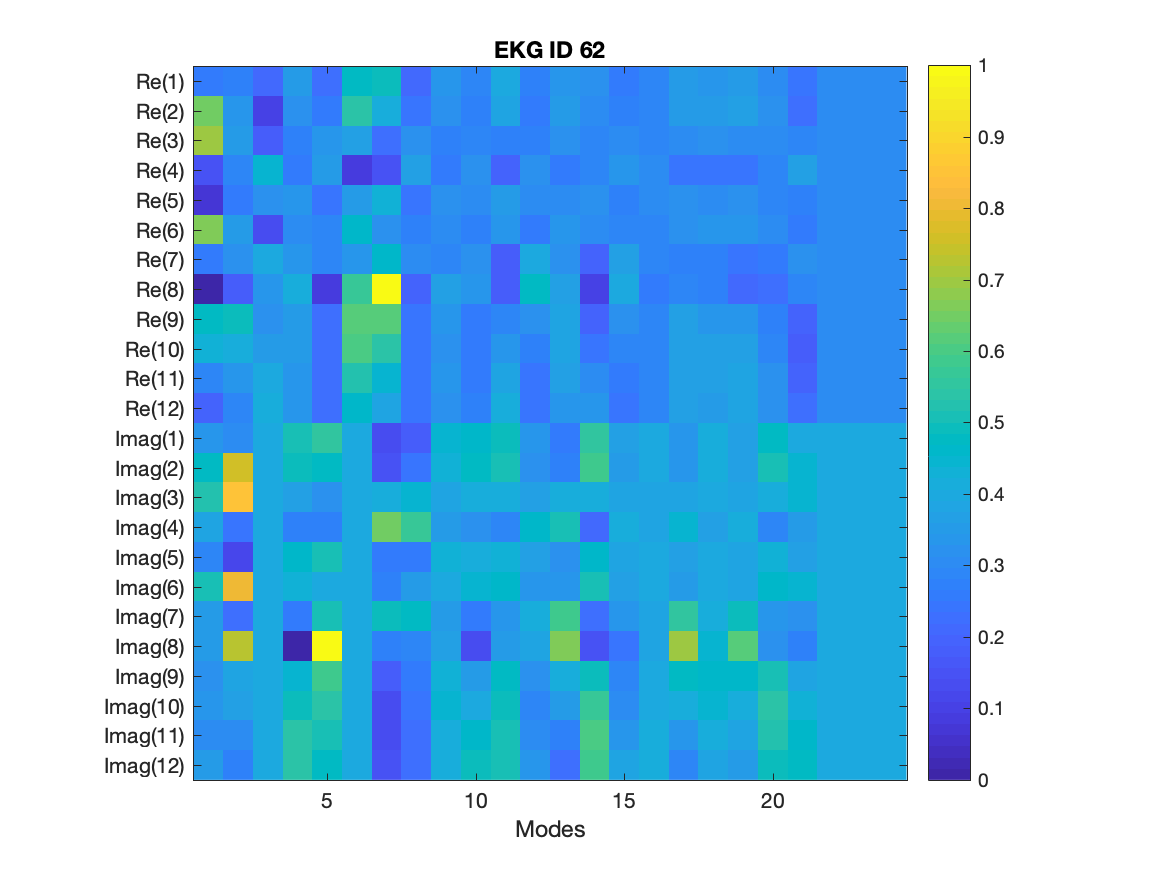 EKG ID 62
Re(1)
Re(2)
Re(3)
Re(4)
Re(5)
Re(6)
Re(7)
Re(8)
Re(9)
Re(10)
Re(11)
Re(12)
Imag(1)
Imag(2)
Imag(3)
Imag(4)
Imag(5)
Imag(6)
Imag(7)
Imag(8)
Imag(9)
Imag(10)
Imag(11)
Imag(12)
5 10 15 20
Modes
1
0.9
0.8
0.7
0.6
0.5
0.4
0.3
0.2
0.1
0